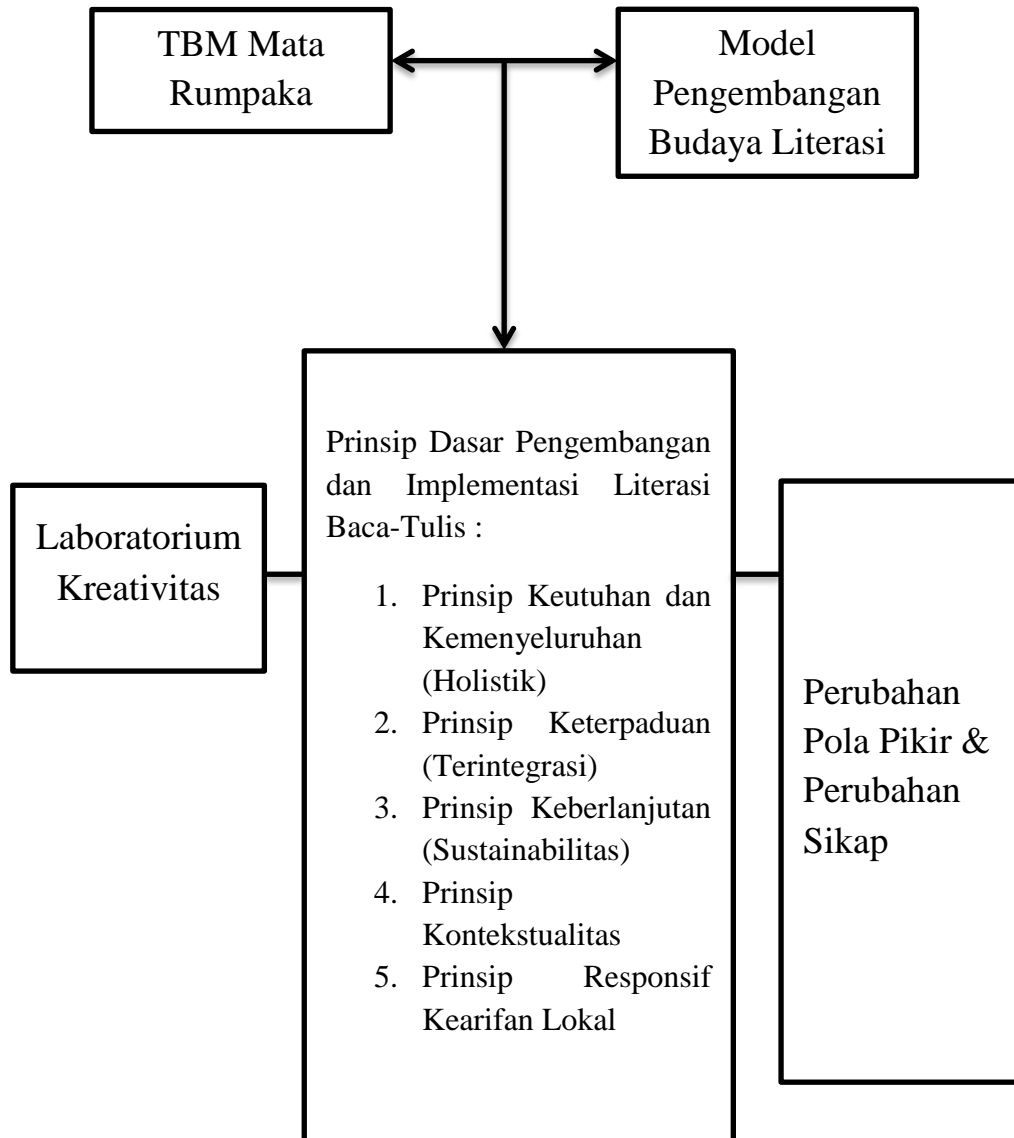 TBM Mata
Rumpaka
Model
Pengembangan
Budaya Literasi
Prinsip Dasar Pengembangan
dan Implementasi Literasi
Baca-Tulis :
1. Prinsip Keutuhan dan
Kemenyeluruhan
(Holistik)
2. Prinsip Keterpaduan
(Terintegrasi)
3. Prinsip Keberlanjutan
(Sustainabilitas)
4. Prinsip
Kontekstualitas
5. Prinsip Responsif
Kearifan Lokal
Laboratorium
Kreativitas
Perubahan
Pola Pikir &
Perubahan
Sikap